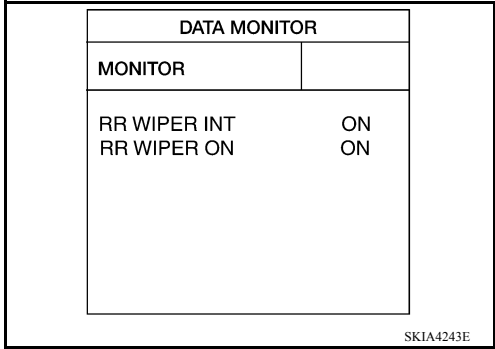 DATA MONITOR
MONITOR
RR WIPER INT ON
RR WIPER ON ON
SKIA4243E